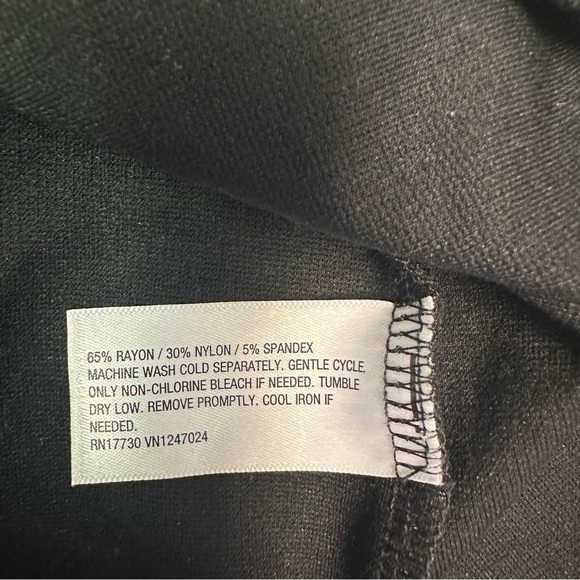 65% RAYON / 30% NYLON / 5% SPANDEX
MACHINE WASH COLD SEPARATELY. GENTLE CYCLE.
ONLY NON-CHLORINE BLEACH IF NEEDED. TUMBLE
DRY LOW. REMOVE PROMPTLY. COOL IRON IF
NEEDED.
RN17730 VN1247024